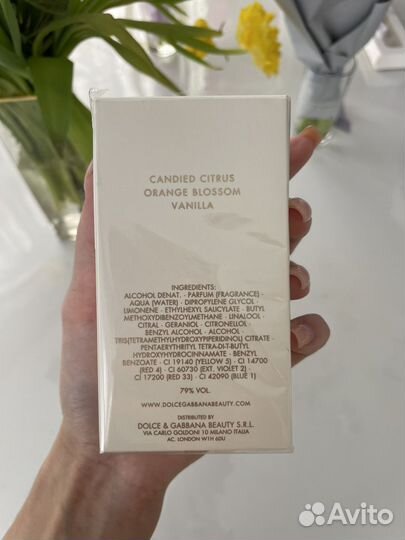 CANDIED CITRUS
ORANGE BLOSSOM
VANILLA
INGREDIENTS:
ALCOHOL DENAT. - PARFUM (FRAGRANCE) -
AQUA (WATER) - DIPROPYLENE GLYCOL -
LIMONENE - ETHYLHEXYL SALICYLATE - BUTYL
METHOXYDIBENZOYLMETHANE - LINALOOL
- CITRAL - GERANIOL - CITRONELLOL -
BENZYL ALCOHOL - ALCOHOL -
TRIS(TETRAMETHYLHYDROXYPIPERIDINOL) CITRATE -
PENTAERYTHRITYL TETRA-DI-T-BUTYL
HYDROXYHYDROCINNAMATE - BENZYL
BENZOATE - CI 19140 (YELLOW 5) - CI 14700
(RED 4) - CI 60730 (EXT. VIOLET 2) -
CI 17200 (RED 33) - CI 42090 (BLUE 1)
79% VOL.
WWW.DOLCEGABBANABEAUTY.COM
DISTRIBUTED BY
DOLCE & GABBANA BEAUTY S.R.L.
VIA CARLO GOLDONI 10 MILANO ITALIA
AC. LONDON W1H 6DU
Avito